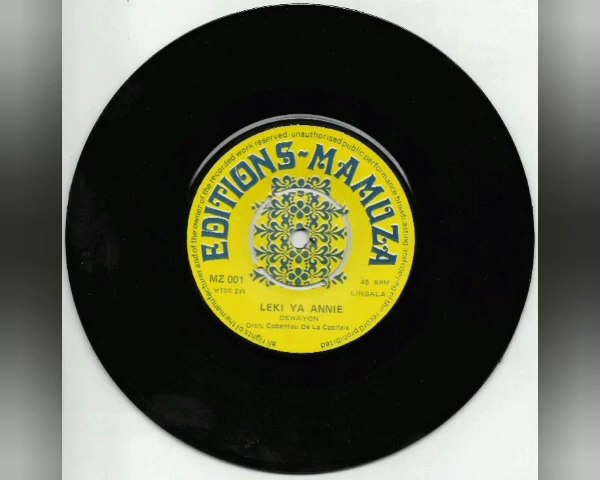 all rights of the manufacturer and of the owner of the recorded work reserved · unauthorised public performance broadcasting and copying of this record prohibited
EDITIONS~MAMUZA
MZ 001
45 RPM
LINGALA
LEKI YA ANNIE
DEWAYON
Orch. Cobantou De La Capitale